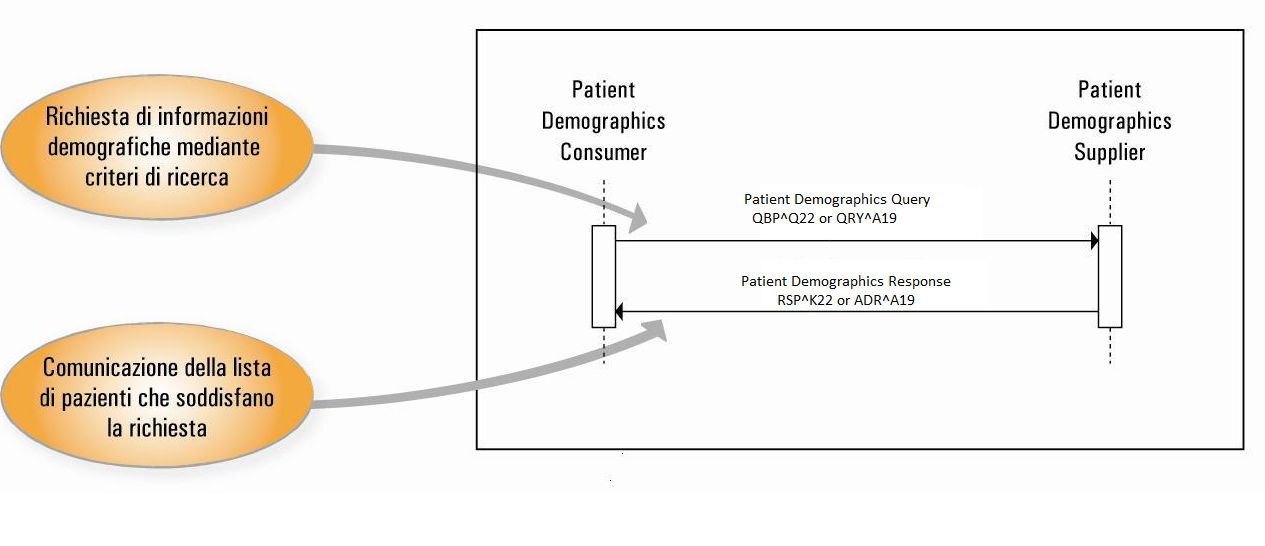 Richiesta di informazioni
demografiche mediante
criteri di ricerca
Patient
Demographics
Consumer
Patient
Demographics
Supplier
Patient Demographics Query
QBP^Q22 or QRY^A19
Patient Demographics Response
RSP^K22 or ADR^A19
Comunicazione della lista
di pazienti che soddisfano
la richiesta